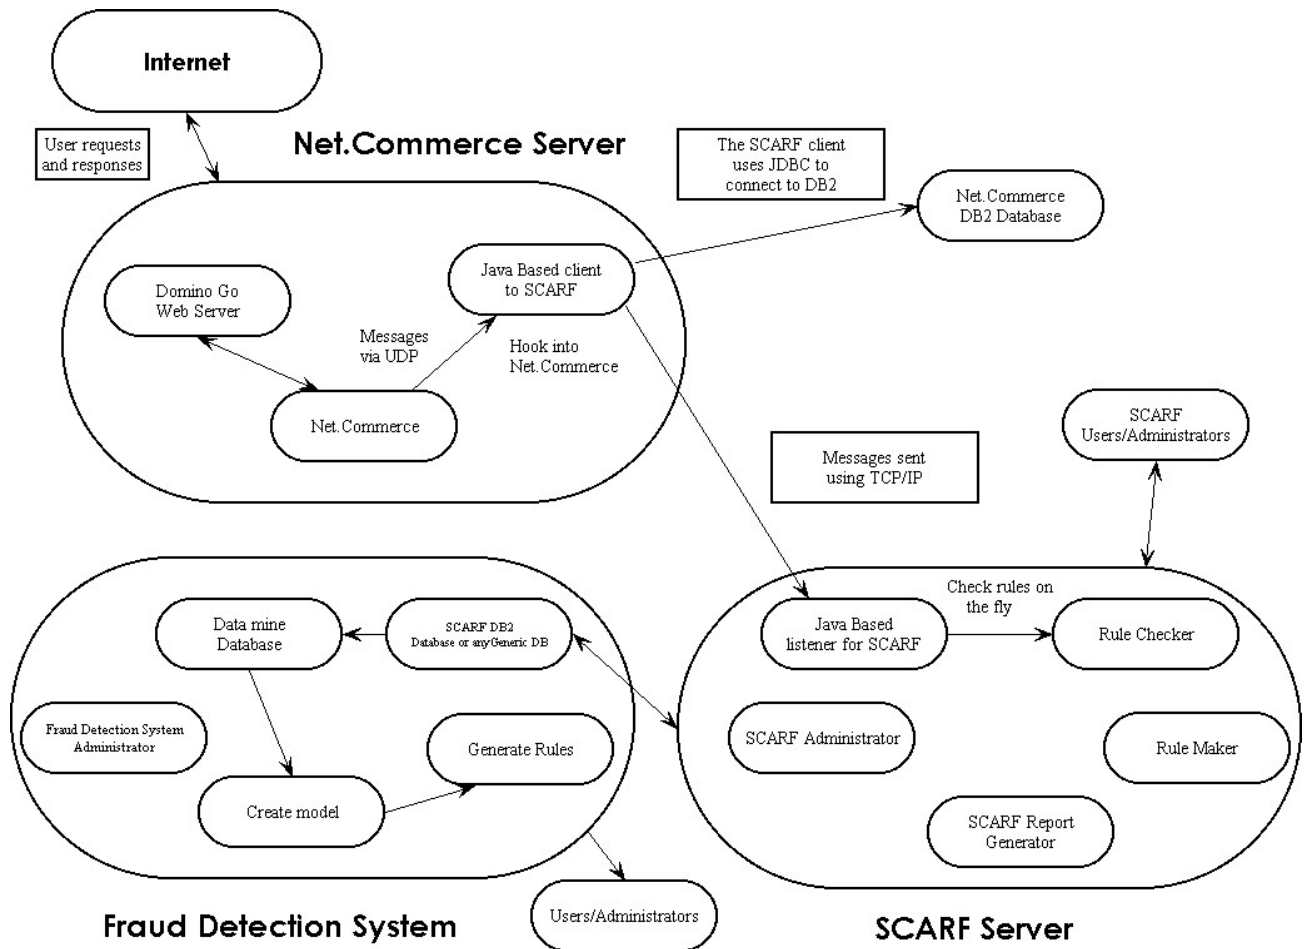 Internet
User requests
and responses
Net.Commerce Server
The SCARF client
uses JDBC to
connect to DB2
Net.Commerce
DB2 Database
Java Based client
to SCARF
Domino Go
Web Server
Messages
via UDP
Hook into
Net.Commerce
Net.Commerce
SCARF
Users/Administrators
Messages sent
using TCP/IP
Check rules on
the fly
Data mine
Database
SCARF DB2
Database or anyGeneric DB
Java Based
listener for SCARF
Rule Checker
Fraud Detection System
Administrator
Generate Rules
SCARF Administrator
Rule Maker
Create model
SCARF Report
Generator
Users/Administrators
Fraud Detection System
SCARF Server